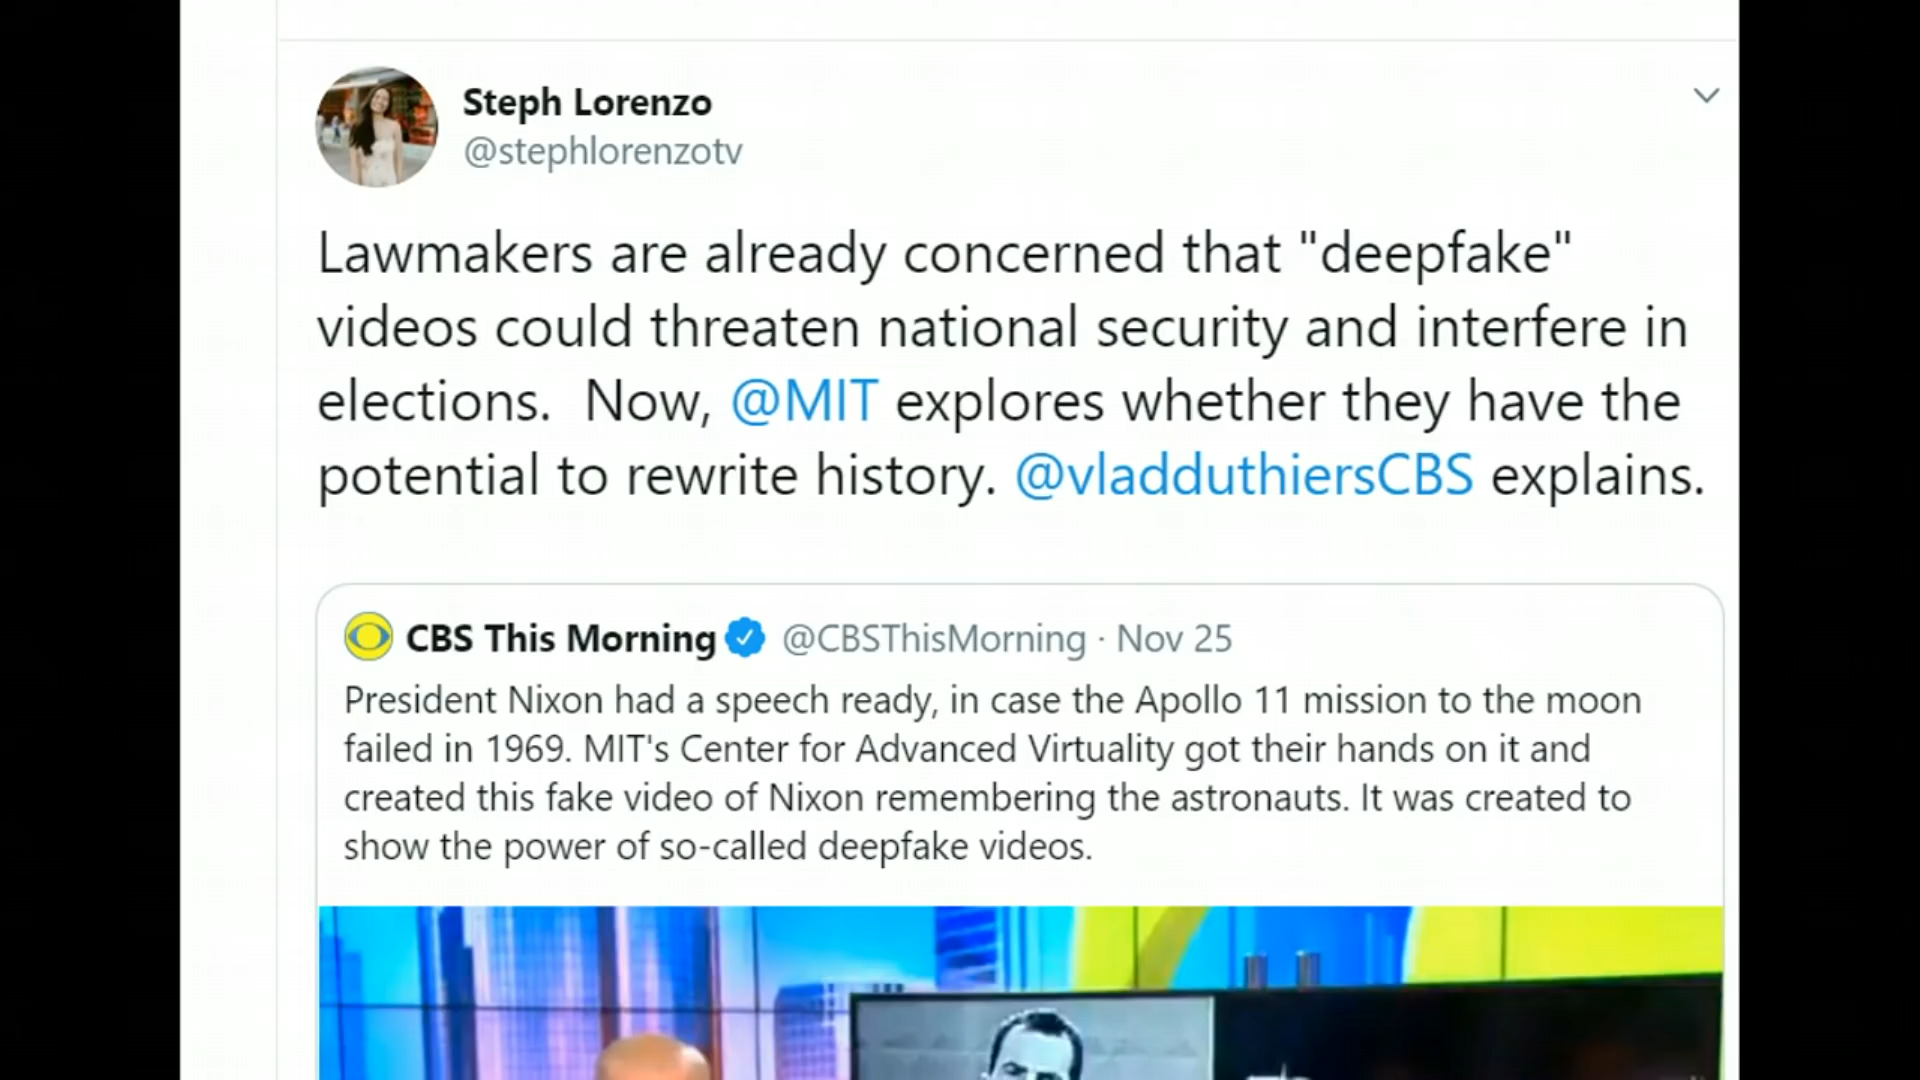 Steph Lorenzo
@stephlorenzotv
Lawmakers are already concerned that "deepfake"
videos could threaten national security and interfere in
elections.  Now, @MIT explores whether they have the
potential to rewrite history. @vladduthiersCBS explains.
CBS This Morning @CBSThisMorning · Nov 25
President Nixon had a speech ready, in case the Apollo 11 mission to the moon
failed in 1969. MIT's Center for Advanced Virtuality got their hands on it and
created this fake video of Nixon remembering the astronauts. It was created to
show the power of so-called deepfake videos.